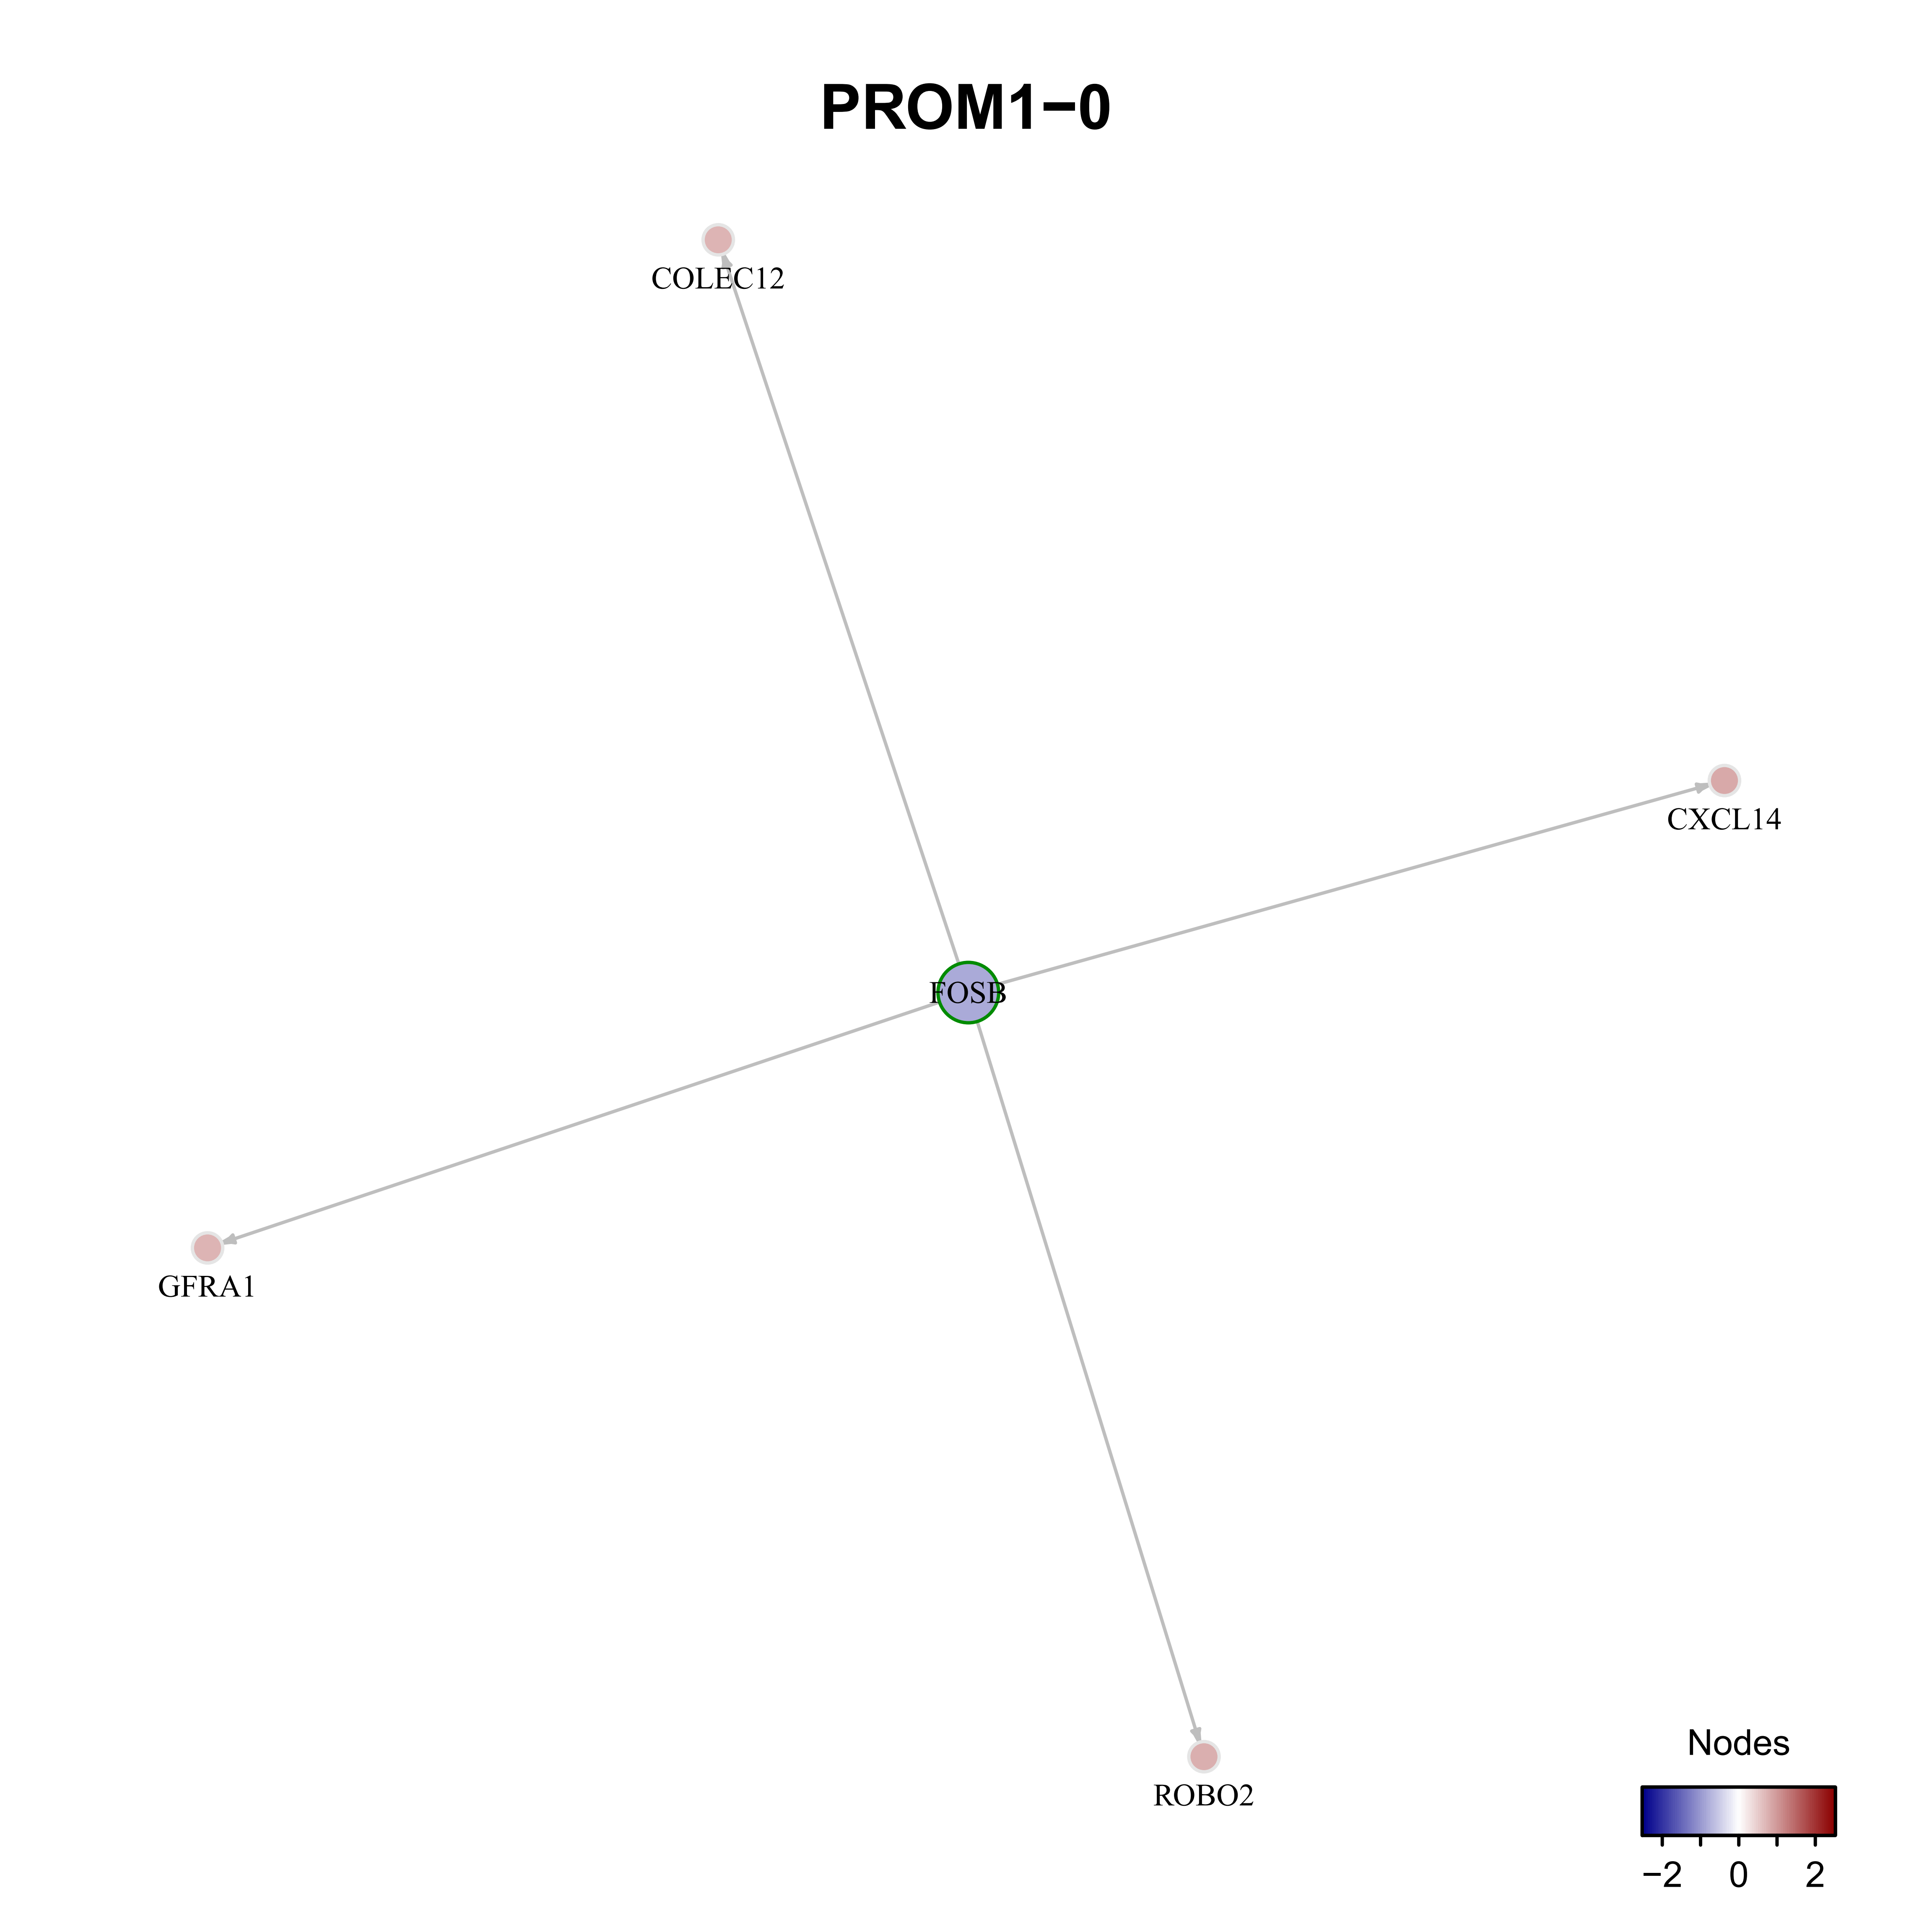 PROM1−0
COLEC12
CXCL14
FOSB
GFRA1
ROBO2
Nodes
−2 0 2